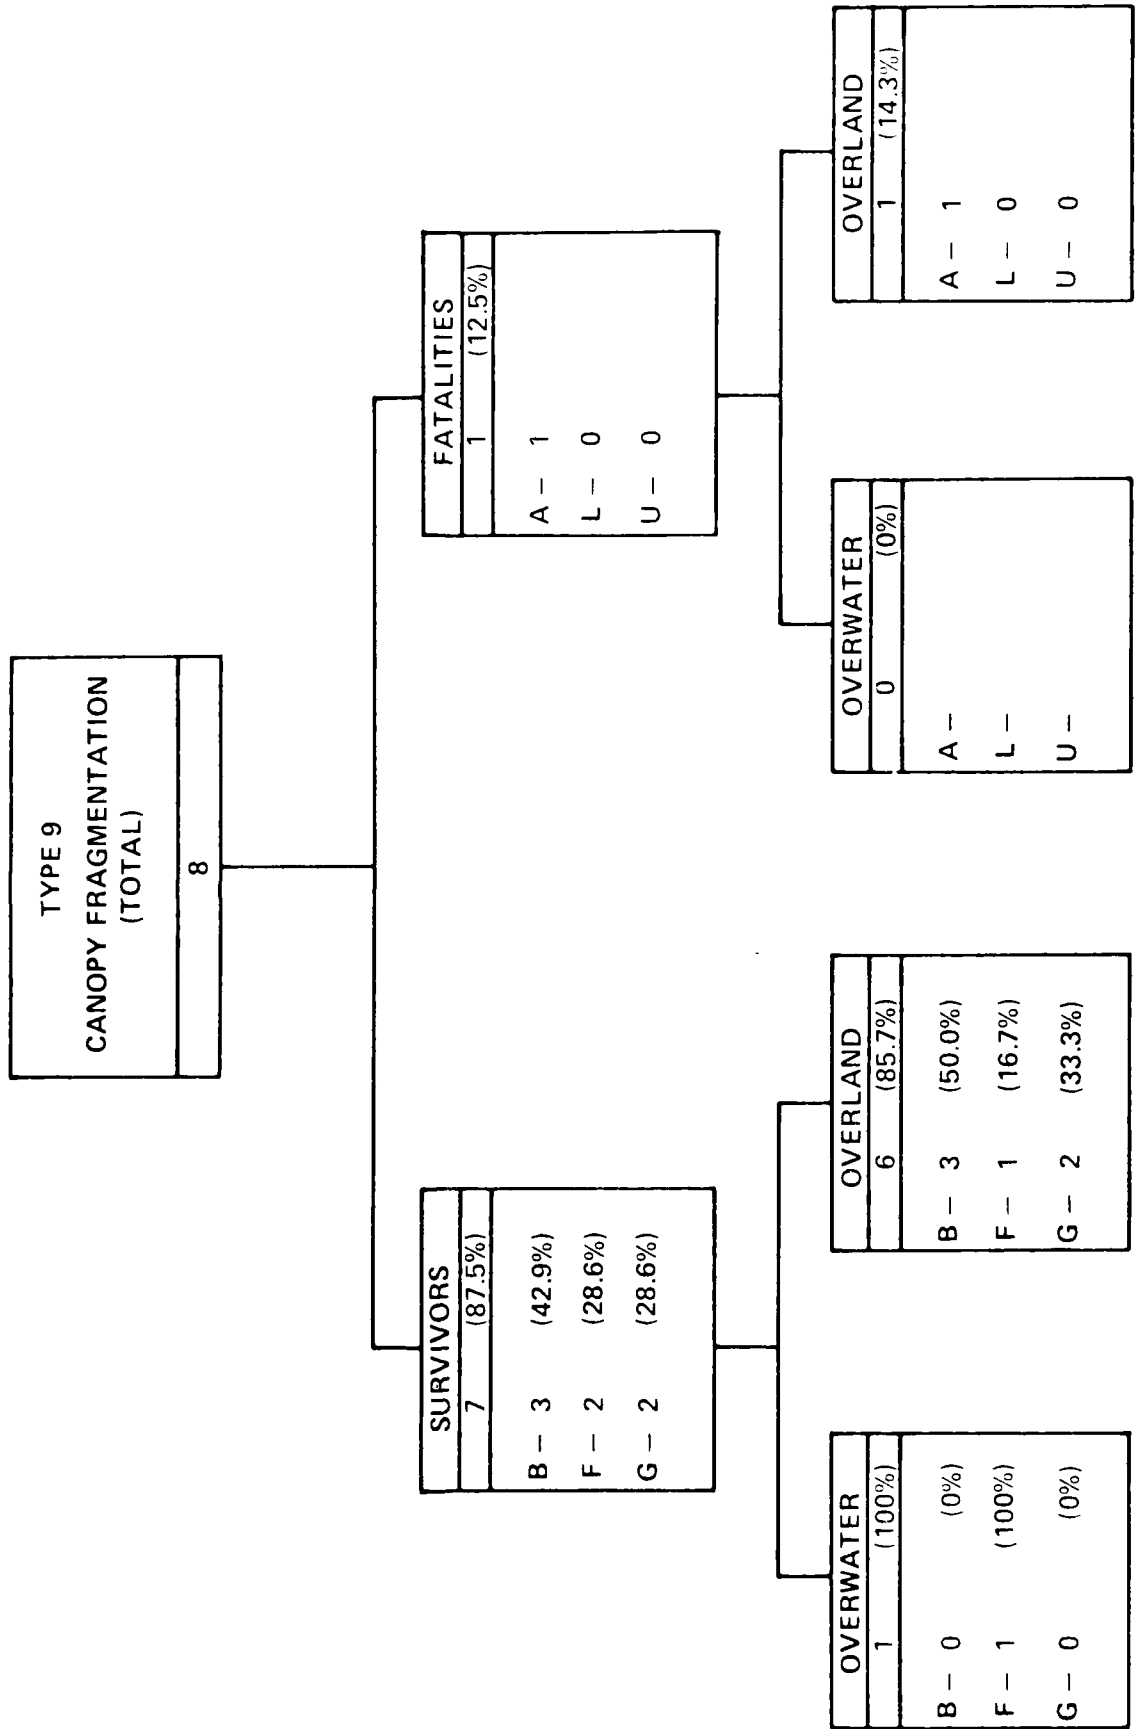 TYPE 9
CANOPY FRAGMENTATION
(TOTAL)
8
SURVIVORS
7 (87.5%)
B – 3 (42.9%)
F – 2 (28.6%)
G – 2 (28.6%)
FATALITIES
1 (12.5%)
A – 1
L – 0
U – 0
OVERWATER
1 (100%)
B – 0 (0%)
F – 1 (100%)
G – 0 (0%)
OVERLAND
6 (85.7%)
B – 3 (50.0%)
F – 1 (16.7%)
G – 2 (33.3%)
OVERWATER
0 (0%)
A –
L –
U –
OVERLAND
1 (14.3%)
A – 1
L – 0
U – 0